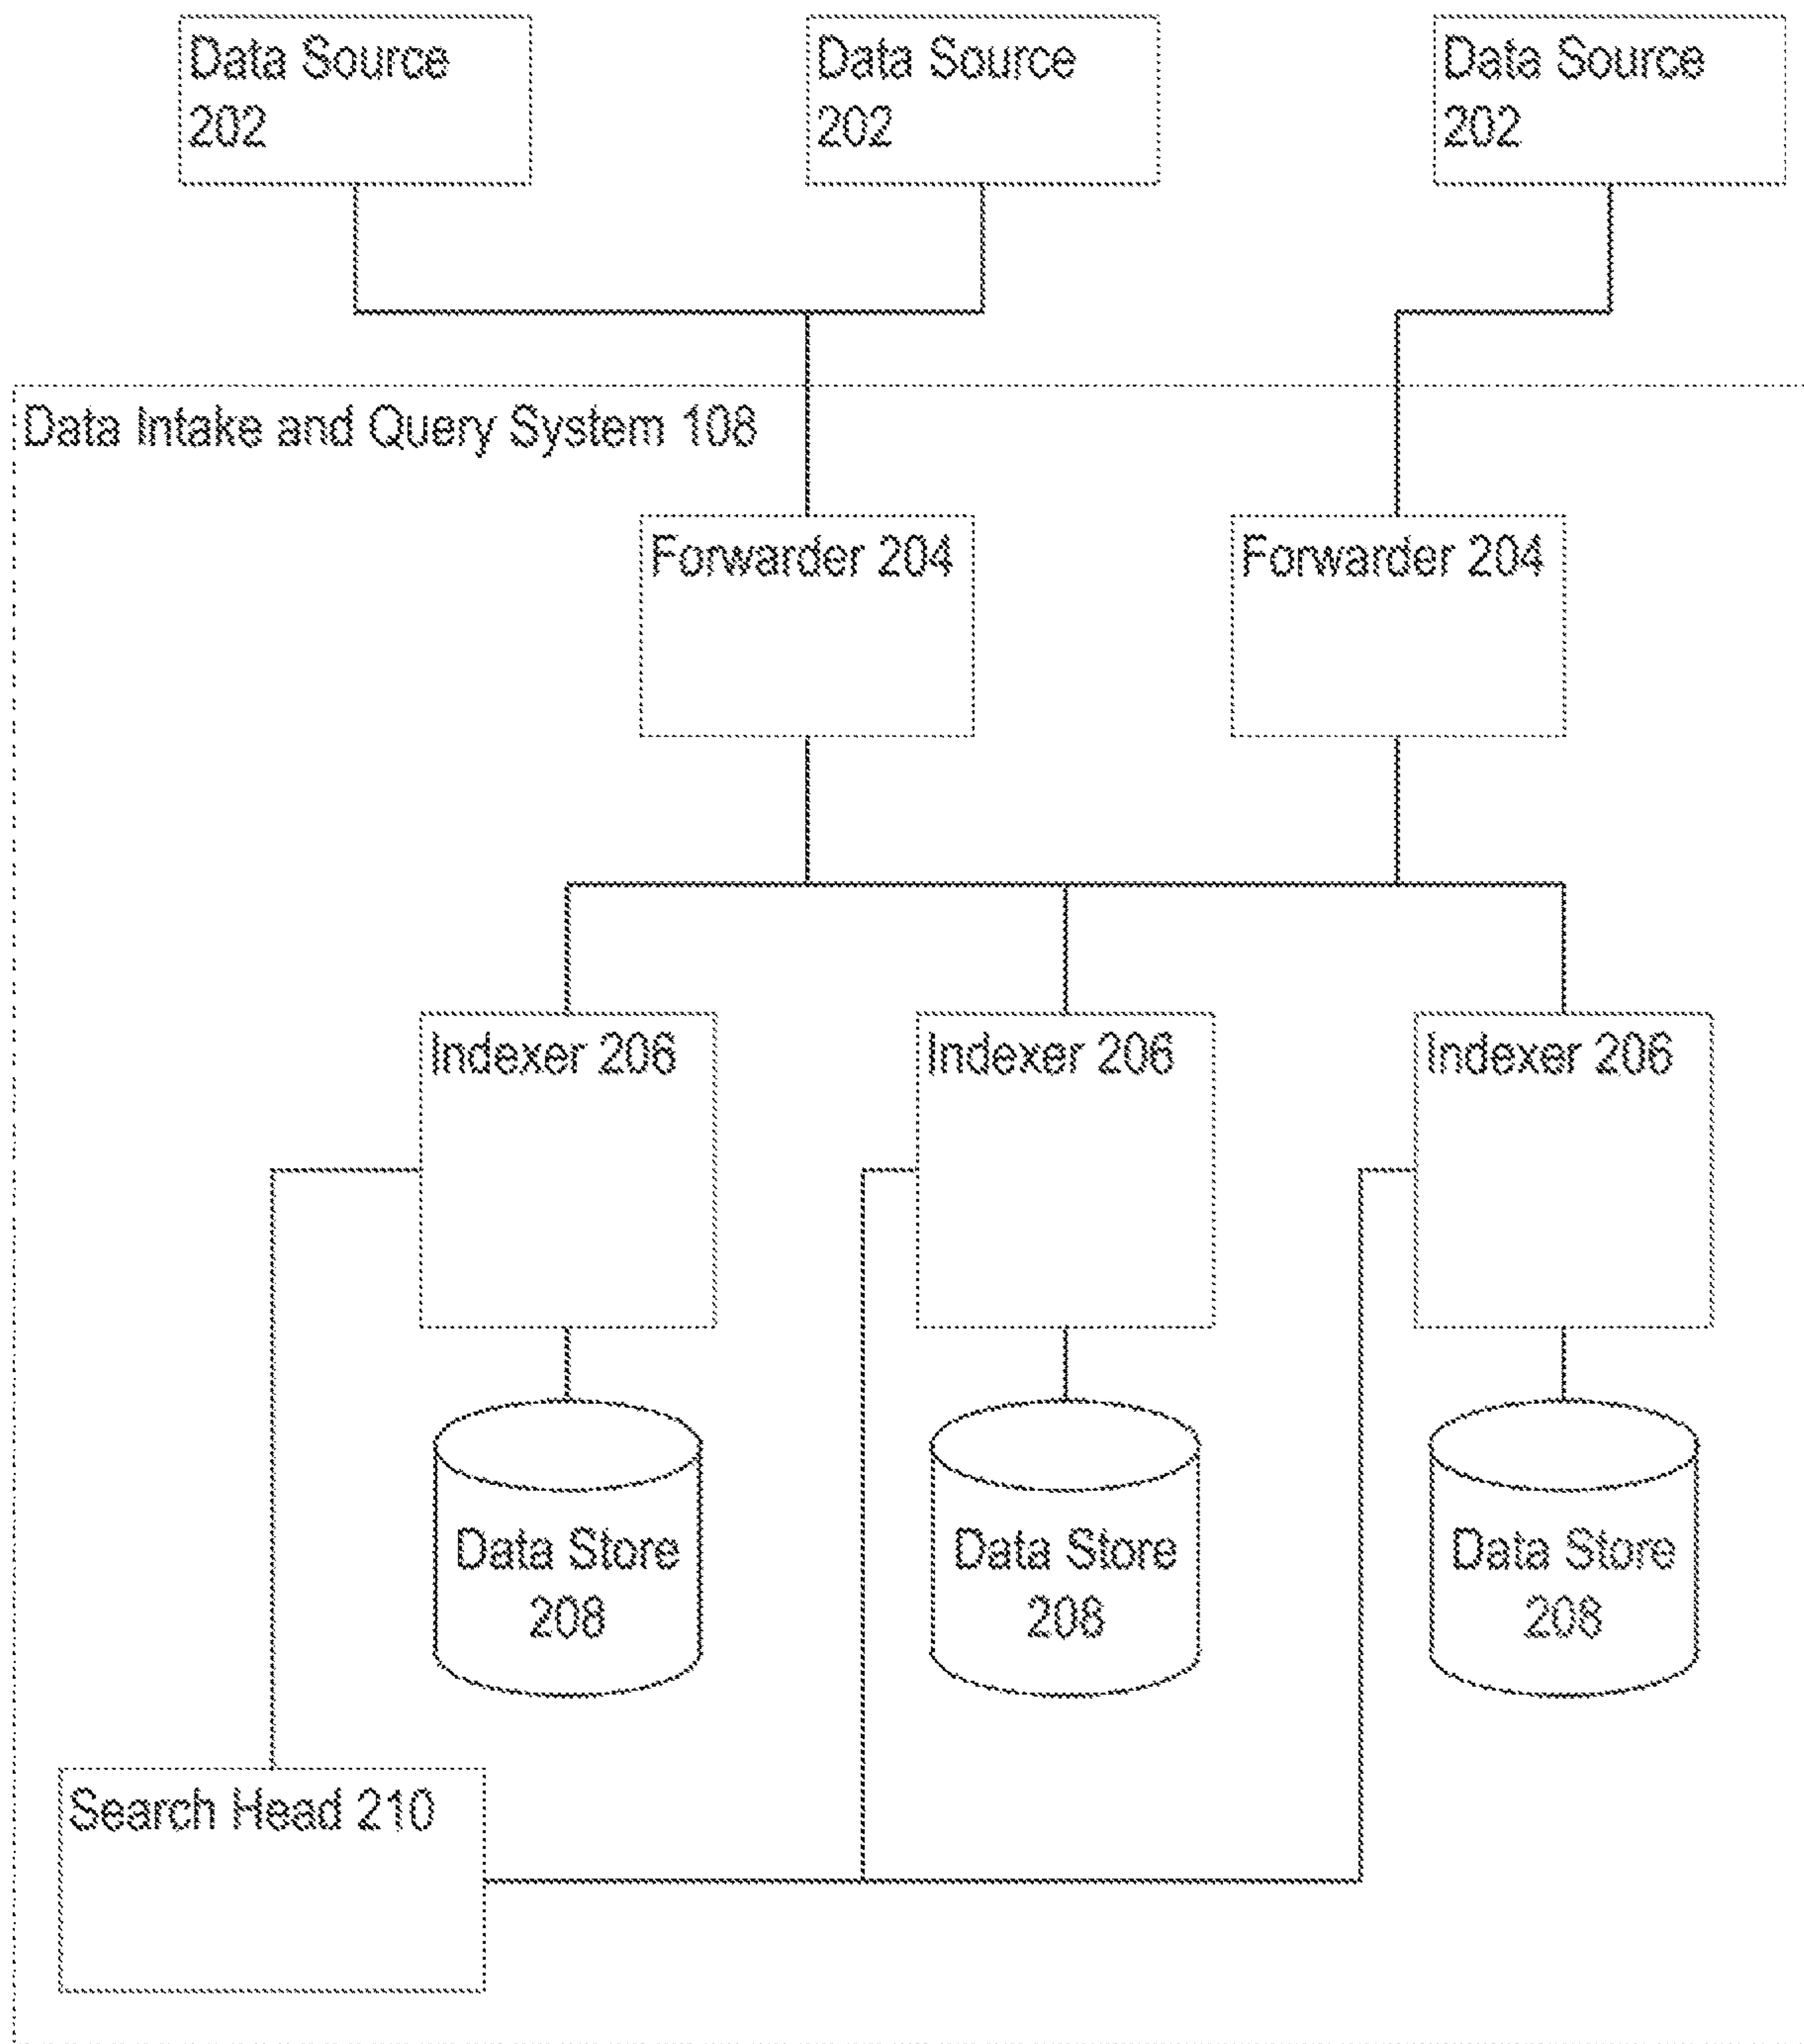 Data Source
202
Data Source
202
Data Source
202
Data Intake and Query System 108
Forwarder 204
Forwarder 204
Indexer 206
Indexer 206
Indexer 206
Data Store
208
Data Store
208
Data Store
208
Search Head 210